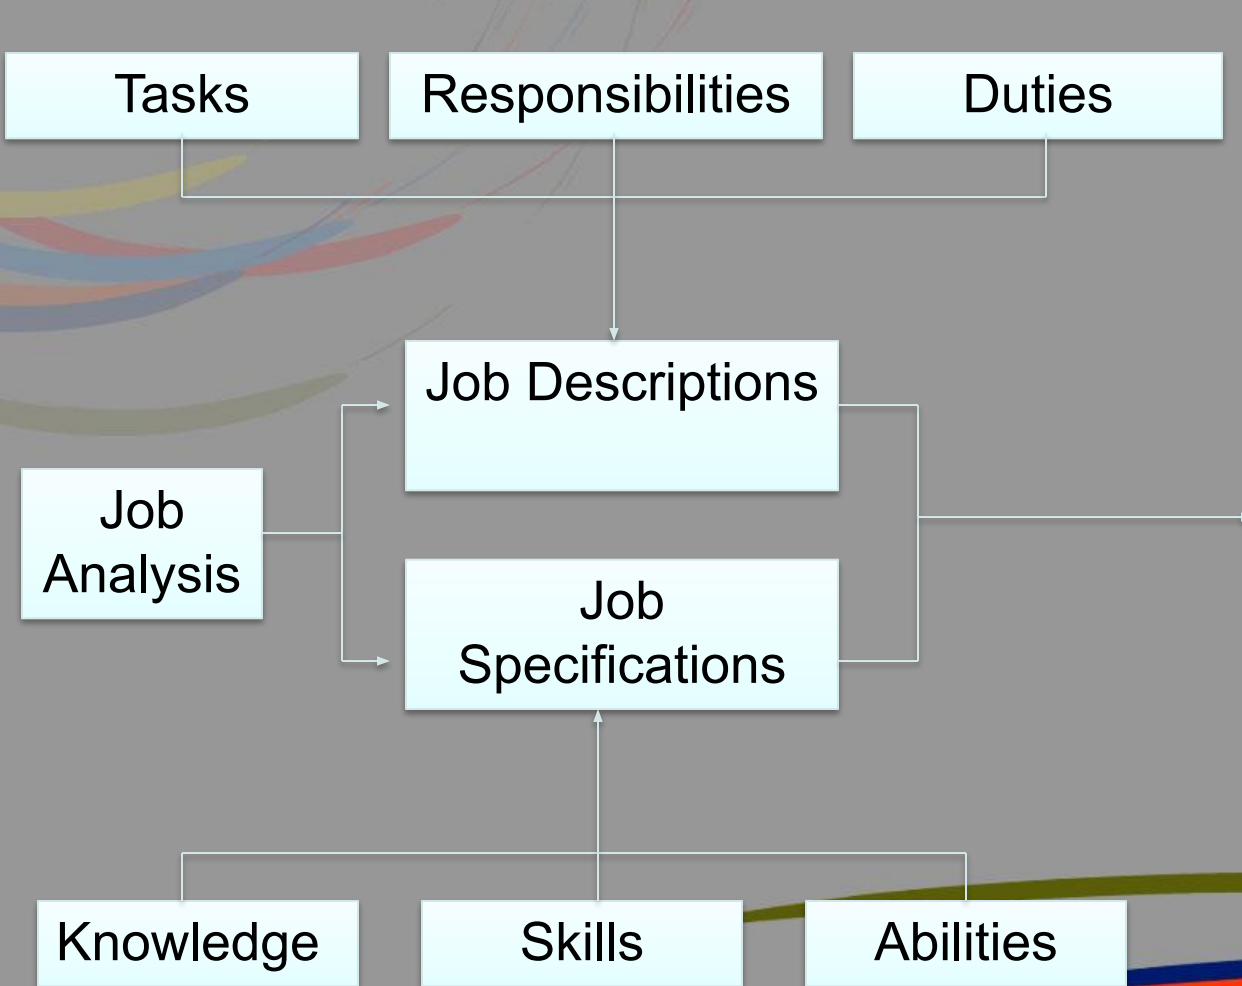 Tasks
Responsibilities
Duties
Job Descriptions
Job
Analysis
Job
Specifications
Knowledge
Skills
Abilities